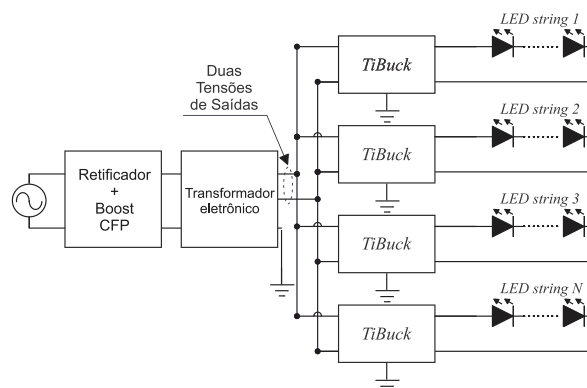 LED string 1
TiBuck
Duas
Tensões
de Saídas
LED string 2
TiBuck
Retificador
+
Boost
CFP
Transformador
eletrônico
LED string 3
TiBuck
LED string N
TiBuck